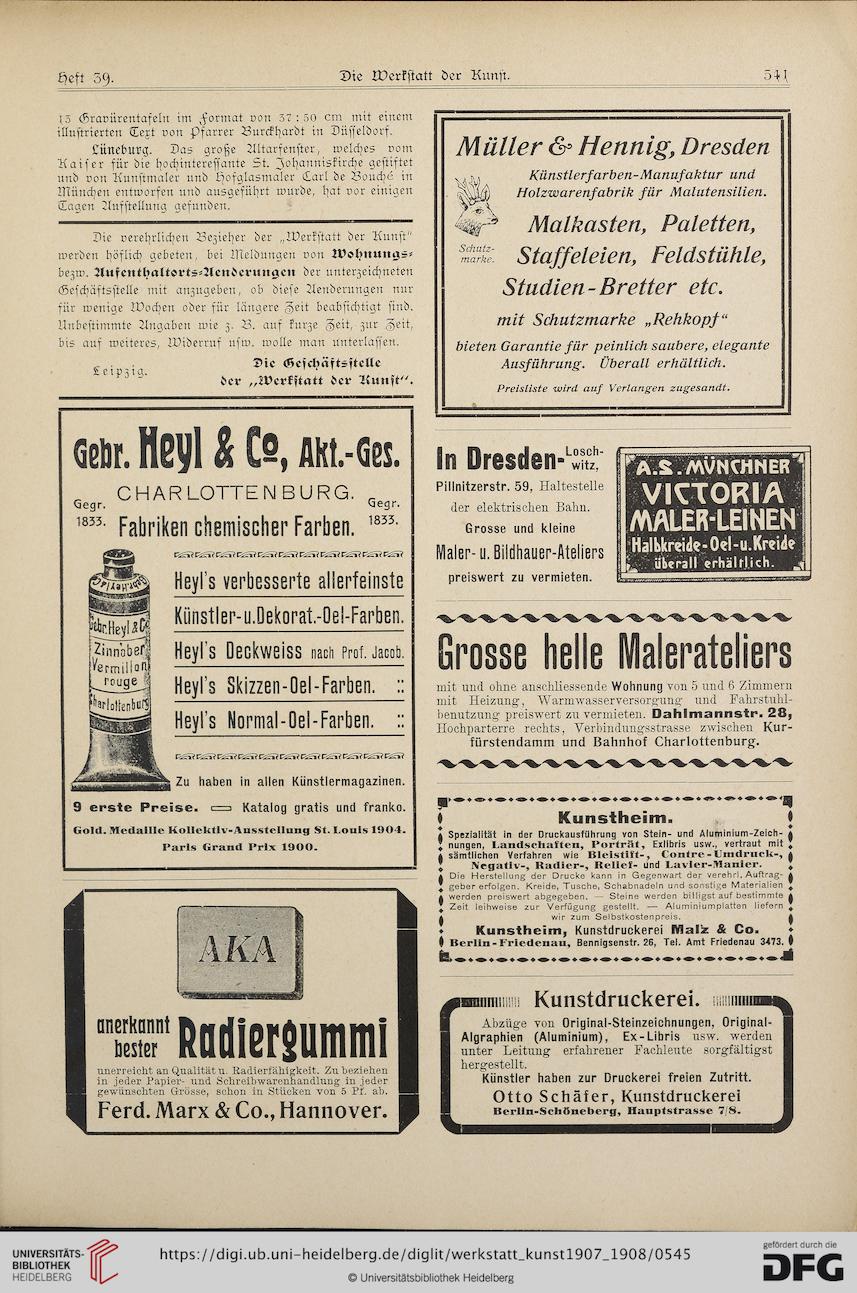 Heft 39.
Die Werkstatt der Kunst.
541
15 Gravürentafeln im Format von 37 : 50 cm mit einem
illustrierten Text von Pfarrer Burckhardt in Düsseldorf.
Lüneburg. Das große Altarfenster, welches vom
Kaiser für die hochinteressante St. Johanniskirche gestiftet
und von Kunstmaler und Hofglasmaler Carl de Bouché in
München entworfen und ausgeführt wurde, hat vor einigen
Tagen Aufstellung gefunden.
Die verehrlichen Bezieher der „Werkstatt der Kunst“
werden höflich gebeten, bei Meldungen von Wohnungs-
bezw. Aufenthaltorts-Aenderungen der unterzeichneten
Geschäftsstelle mit anzugeben, ob diese Aenderungen nur
für wenige Wochen oder für längere Zeit beabsichtigt sind.
Unbestimmte Angaben wie z. B. auf kurze Zeit, zur Zeit,
bis auf weiteres, Widerruf usw. wolle man unterlassen.
Leipzig.
Die Geschäftsstelle
der „Werkstatt der Kunst“.
Gebr. Heyl & Co, Akt.-Ges.
CHARLOTTENBURG.
Gegr.
1833.
Gegr.
1833.
Fabriken chemischer Farben.
Heyl's verbesserte allerfeinste
Künstler-u.Dekorat.-Oel-Farben.
Heyl's Deckweiss nach Prof. Jacob.
Heyl's Skizzen-Oel-Farben. ::
Heyl's Normal-Oel-Farben. ::
Gebr.Heyl&Co
Zinnober
Vermillon
rouge
Charlottenburg
Zu haben in allen Künstlermagazinen.
9 erste Preise. Katalog gratis und franko.
Gold. Medaille Kollektiv-Ausstellung St. Louis 1904.
Paris Grand Prix 1900.
AKA
anerkannt
bester
Radiergummi
unerreicht an Qualität u. Radierfähigkeit. Zu beziehen
in jeder Papier- und Schreibwarenhandlung in jeder
gewünschten Grösse, schon in Stücken von 5 Pf. ab.
Ferd. Marx & Co., Hannover.
Müller & Hennig, Dresden
Künstlerfarben-Manufaktur und
Holzwarenfabrik für Malutensilien.
Schutz-
marke.
Malkasten, Paletten,
Staffeleien, Feldstühle,
Studien-Bretter etc.
mit Schutzmarke „Rehkopf“
bieten Garantie für peinlich saubere, elegante
Ausführung. Überall erhältlich.
Preisliste wird auf Verlangen zugesandt.
In Dresden-Losch-
witz,
Pillnitzerstr. 59, Haltestelle
der elektrischen Bahn.
Grosse und kleine
Maler- u. Bildhauer-Ateliers
preiswert zu vermieten.
A.S. MÜNCHNER
VICTORIA
MALER-LEINEN
Halbkreide-Oel-u.Kreide
überall erhältlich.
Grosse helle Malerateliers
mit und ohne anschliessende Wohnung von 5 und 6 Zimmern
mit Heizung, Warmwasserversorgung und Fahrstuhl-
benutzung preiswert zu vermieten. Dahlmannstr. 28,
Hochparterre rechts, Verbindungsstrasse zwischen Kur-
fürstendamm und Bahnhof Charlottenburg.
Kunstheim.
Spezialität in der Druckausführung von Stein- und Aluminium-Zeich-
nungen, Landschaften, Porträt, Exlibris usw., vertraut mit
sämtlichen Verfahren wie Bleistift-, Contre-Umdruck-,
Negativ-, Radier-, Relief- und Lavier-Manier.
Die Herstellung der Drucke kann in Gegenwart der verehrl. Auftrag-
geber erfolgen. Kreide, Tusche, Schabnadeln und sonstige Materialien
werden preiswert abgegeben. — Steine werden billigst auf bestimmte
Zeit leihweise zur Verfügung gestellt. — Aluminiumplatten liefern
wir zum Selbstkostenpreis.
Kunstheim, Kunstdruckerei Malz & Co.
Berlin-Friedenau, Bennigsenstr. 26, Tel. Amt Friedenau 3473.
Kunstdruckerei.
Abzüge von Original-Steinzeichnungen, Original-
Algraphien (Aluminium), Ex-Libris usw. werden
unter Leitung erfahrener Fachleute sorgfältigst
hergestellt.
Künstler haben zur Druckerei freien Zutritt.
Otto Schäfer, Kunstdruckerei
Berlin-Schöneberg, Hauptstrasse 7/8.
UNIVERSITÄTS-
BIBLIOTHEK
HEIDELBERG
https://digi.ub.uni-heidelberg.de/diglit/werkstatt_kunst1907_1908/0545
© Universitätsbibliothek Heidelberg
gefördert durch die
DFG